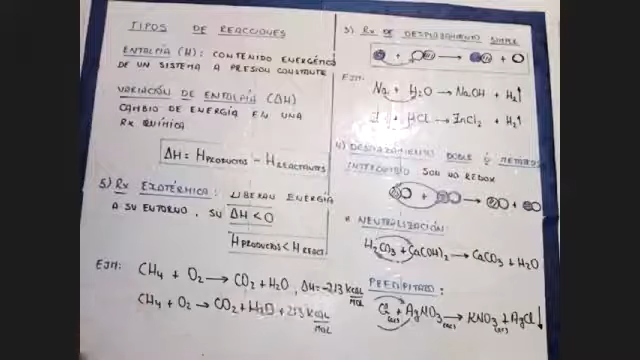 TIPOS DE REACCIONES
ENTALPÍA (H): CONTENIDO ENERGÉTICO
DE UN SISTEMA A PRESION CONSTANTE
VARIACIÓN DE ENTALPÍA (ΔH)
CAMBIO DE ENERGÍA EN UNA
RX QUÍMICA
ΔH = HPRODUCTOS - HREACTANTES
5) RX EXOTÉRMICA: LIBERAN ENERGÍA
A SU ENTORNO, SU ΔH < 0
HPRODUCTOS < H REACT.
EJM: CH4 + O2 → CO2 + H2O, ΔH = -213 KCAL/MOL
CH4 + O2 → CO2 + H2O + 213 KCAL/MOL
3) RX DE DESPLAZAMIENTO SIMPLE
EJM:
Na + H2O → NaOH + H2↑
HCl → ZnCl2 + H2↑
4) DESPLAZAMIENTO DOBLE Ó METÁTESIS
SON NO REDOX
* NEUTRALIZACIÓN:
H2CO3 + Ca(OH)2 → CaCO3 + H2O
PRECIPITADO:
+ AgNO3(ac) → KNO3(ac) + AgCl↓